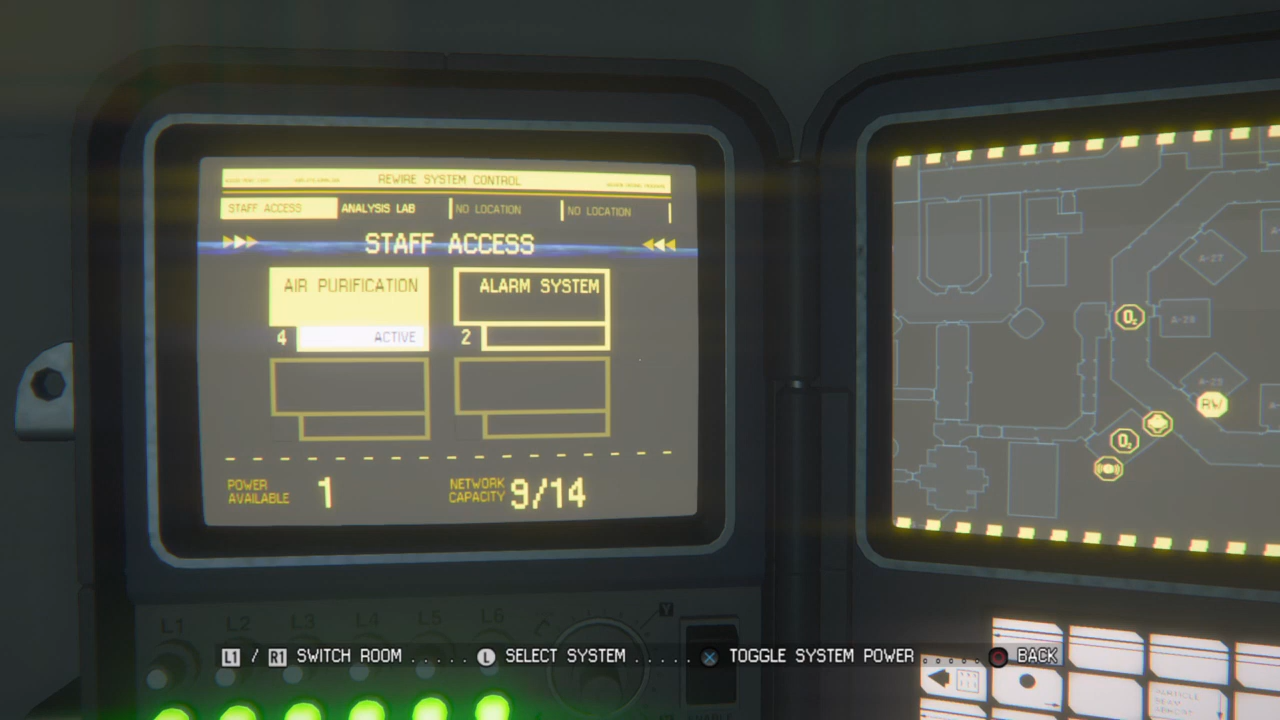 REWIRE SYSTEM CONTROL
STAFF ACCESS
ANALYSIS LAB
NO LOCATION
NO LOCATION
STAFF ACCESS
AIR PURIFICATION
4 ACTIVE
ALARM SYSTEM
2
POWER AVAILABLE 1
NETWORK CAPACITY 9/14
A-27
O₂
A-25
RW
O₂
L1 L2 L3 L4 L5 L6
Y
L1 / R1 SWITCH ROOM ..... L SELECT SYSTEM ..... TOGGLE SYSTEM POWER ..... BACK